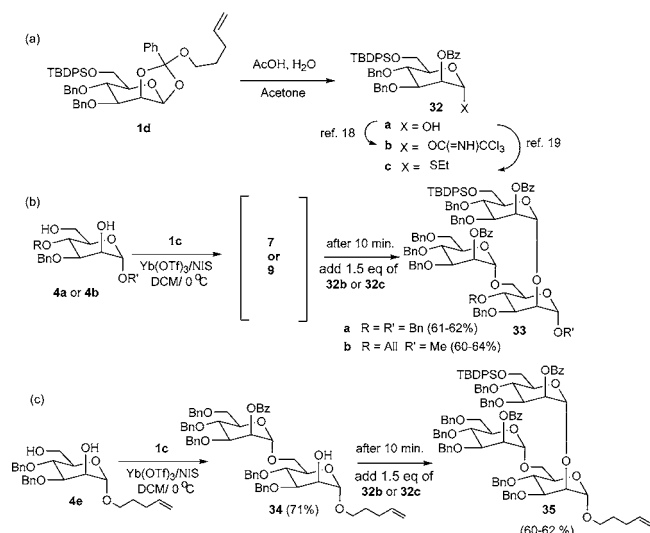 (a)
Ph
O
O
TBDPSO
O
O
O
BnO
BnO
1d
AcOH, H2O
Acetone
TBDPSO
OBz
BnO
O
BnO
32
X
a X = OH
b X = OC(=NH)CCl3
c X = SEt
ref. 18
ref. 19
(b)
HO
OH
RO
O
BnO
OR'
4a or 4b
1c
Yb(OTf)3/NIS
DCM/ 0 °C
7
or
9
after 10 min.
add 1.5 eq of
32b or 32c
TBDPSO
OBz
BnO
O
BnO
BnO
OBz
BnO
O
BnO
O
O
RO
O
BnO
OR'
33
a R = R' = Bn (61-62%)
b R = All R' = Me (60-64%)
(c)
HO
OH
BnO
O
BnO
O
4e
1c
Yb(OTf)3/NIS
DCM/ 0 °C
BnO
OBz
BnO
O
BnO
O
OH
BnO
O
BnO
O
34 (71%)
after 10 min.
add 1.5 eq of
32b or 32c
TBDPSO
OBz
BnO
O
BnO
BnO
OBz
BnO
O
BnO
O
O
BnO
O
BnO
O
35
(60-62 %)